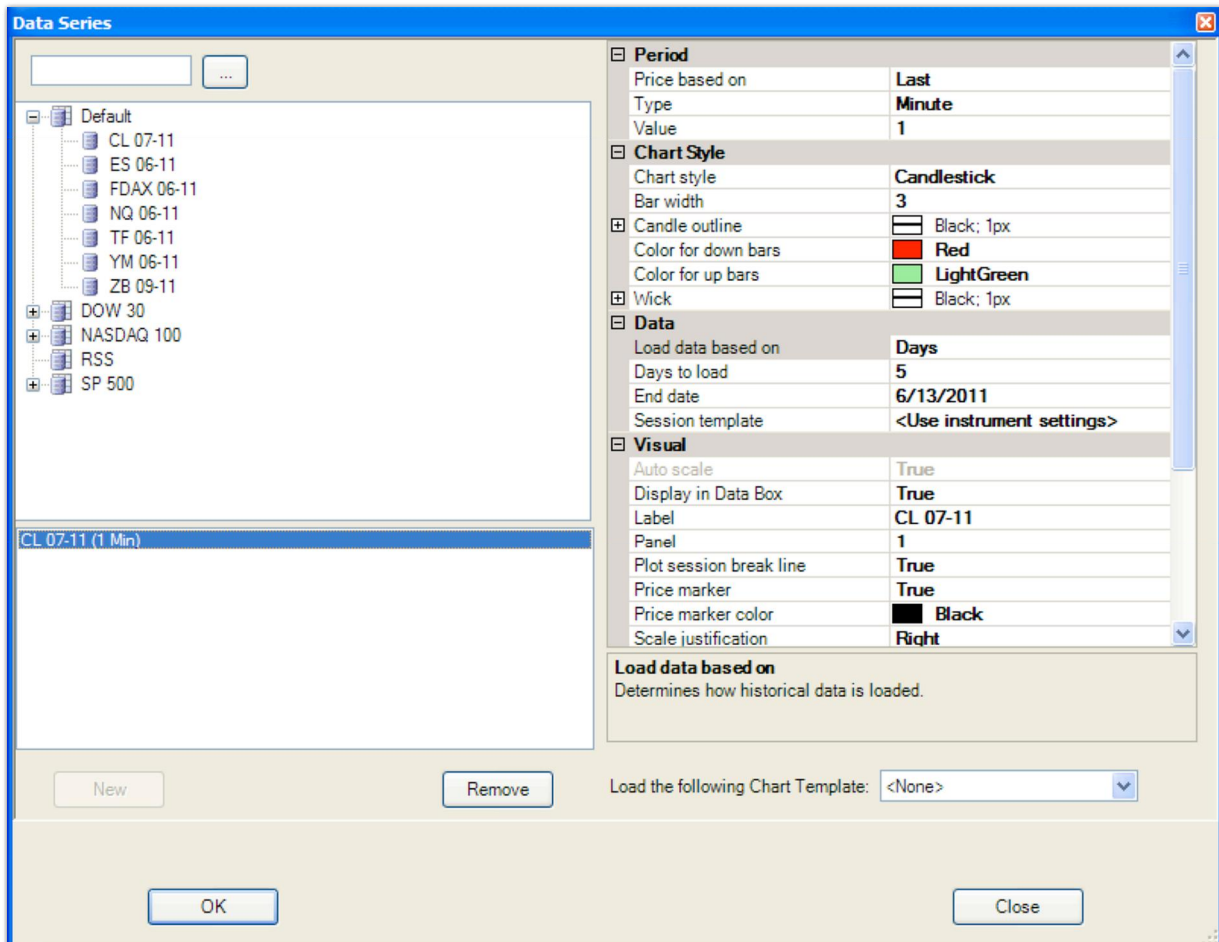 Data Series
...
Default
CL 07-11
ES 06-11
FDAX 06-11
NQ 06-11
TF 06-11
YM 06-11
ZB 09-11
DOW 30
NASDAQ 100
RSS
SP 500
CL 07-11 (1 Min)
New
Remove
Period
Price based on Last
Type Minute
Value 1
Chart Style
Chart style Candlestick
Bar width 3
Candle outline Black; 1px
Color for down bars Red
Color for up bars LightGreen
Wick Black; 1px
Data
Load data based on Days
Days to load 5
End date 6/13/2011
Session template <Use instrument settings>
Visual
Auto scale True
Display in Data Box True
Label CL 07-11
Panel 1
Plot session break line True
Price marker True
Price marker color Black
Scale justification Right
Load data based on
Determines how historical data is loaded.
Load the following Chart Template: <None>
OK
Close